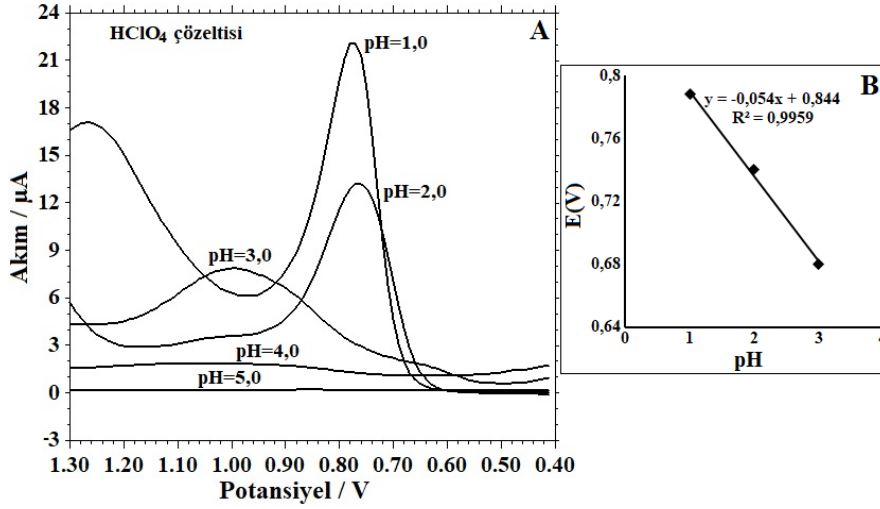 24
21
18
15
12
9
6
3
0
-3
Akım / µA
HClO₄ çözeltisi
A
pH=1,0
pH=2,0
pH=3,0
pH=4,0
pH=5,0
1.30 1.20 1.10 1.00 0.90 0.80 0.70 0.60 0.50 0.40
Potansiyel / V
0,8
0,76
0,72
0,68
0,64
E(V)
B
y = -0,054x + 0,844
R² = 0,9959
0 1 2 3 4
pH